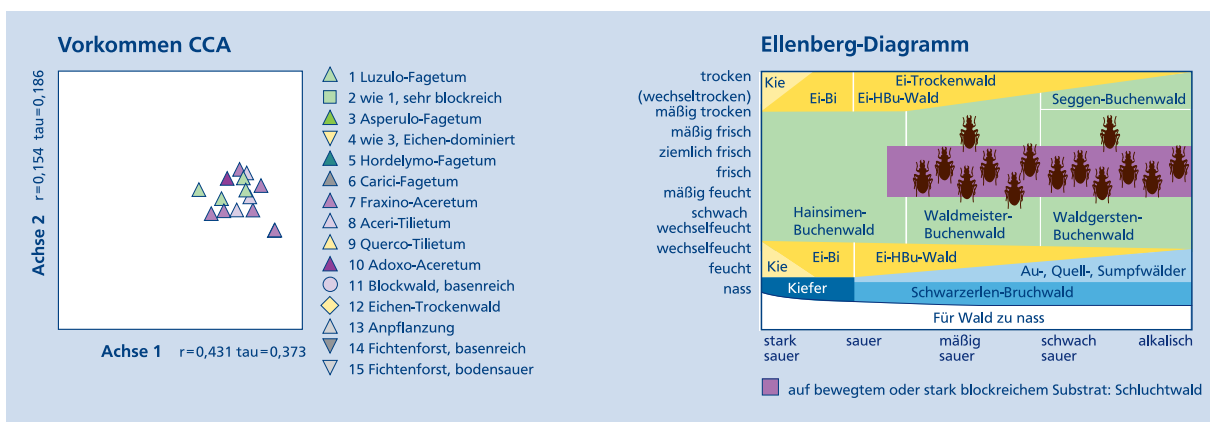 Vorkommen CCA
Achse 2 r=0,154 tau=0,186
Achse 1 r=0,431 tau=0,373
1 Luzulo-Fagetum
2 wie 1, sehr blockreich
3 Asperulo-Fagetum
4 wie 3, Eichen-dominiert
5 Hordelymo-Fagetum
6 Carici-Fagetum
7 Fraxino-Aceretum
8 Aceri-Tilietum
9 Querco-Tilietum
10 Adoxo-Aceretum
11 Blockwald, basenreich
12 Eichen-Trockenwald
13 Anpflanzung
14 Fichtenforst, basenreich
15 Fichtenforst, bodensauer
Ellenberg-Diagramm
trocken
(wechseltrocken)
mäßig trocken
mäßig frisch
ziemlich frisch
frisch
mäßig feucht
schwach
wechselfeucht
wechselfeucht
feucht
nass
Kie
Ei-Bi
Ei-Trockenwald
Ei-HBu-Wald
Seggen-Buchenwald
Hainsimen-
Buchenwald
Waldmeister-
Buchenwald
Waldgersten-
Buchenwald
Kie
Ei-Bi
Ei-HBu-Wald
Au-, Quell-, Sumpfwälder
Kiefer
Schwarzerlen-Bruchwald
Für Wald zu nass
stark
sauer
sauer
mäßig
sauer
schwach
sauer
alkalisch
auf bewegtem oder stark blockreichem Substrat: Schluchtwald